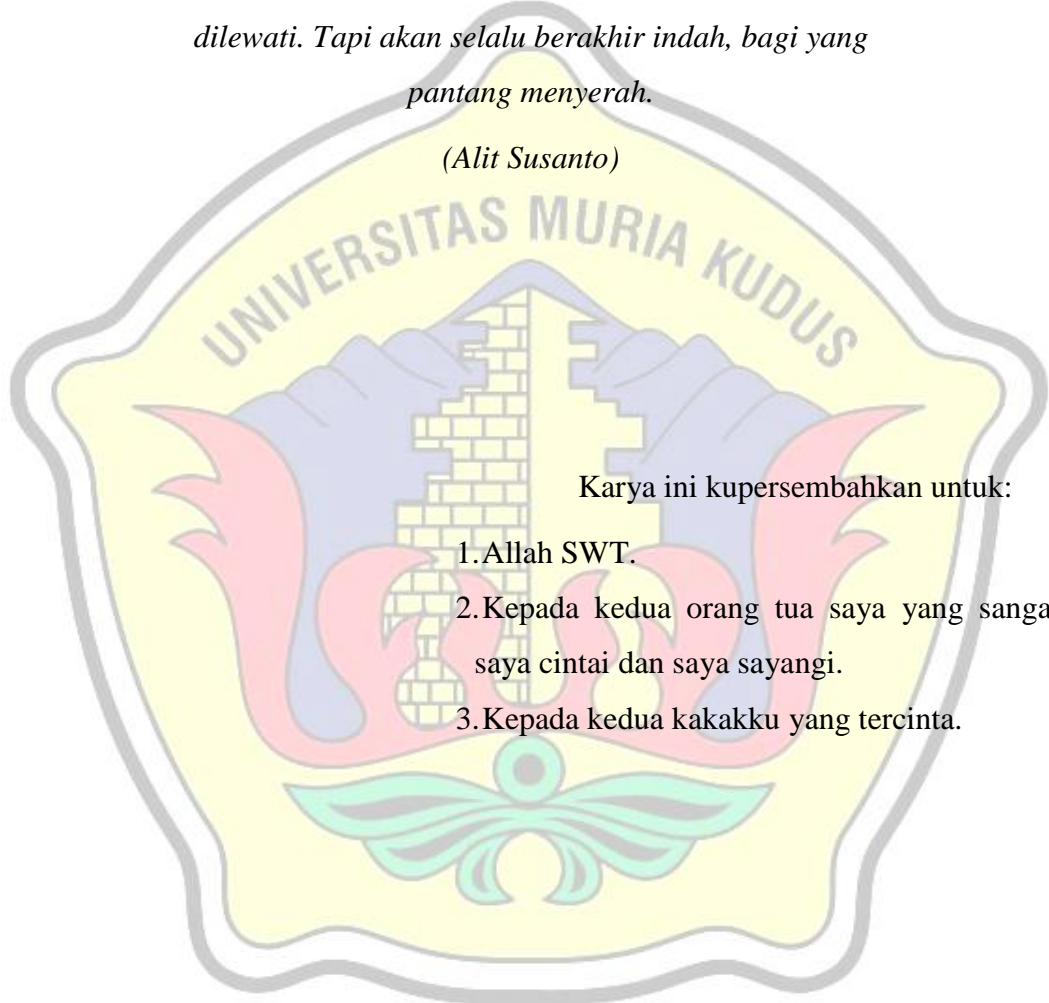 dilewati. Tapi akan selalu berakhir indah, bagi yang
pantang menyerah.
(Alit Susanto)
UNIVERSITAS MURIA KUDUS
Karya ini kupersembahkan untuk:
1.Allah SWT.
2.Kepada kedua orang tua saya yang sanga
saya cintai dan saya sayangi.
3.Kepada kedua kakakku yang tercinta.